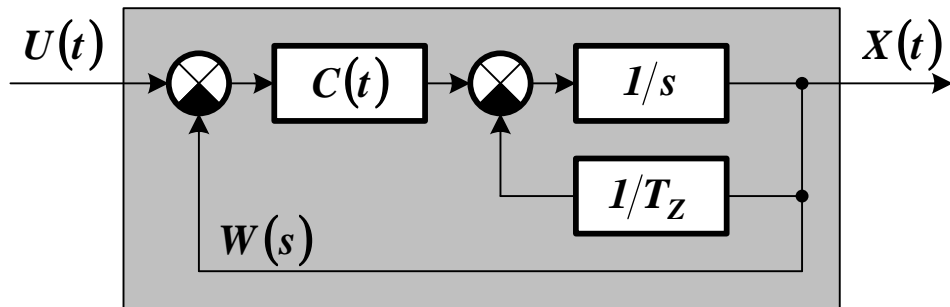 U(t)
C(t)
1/s
X(t)
1/T_Z
W(s)